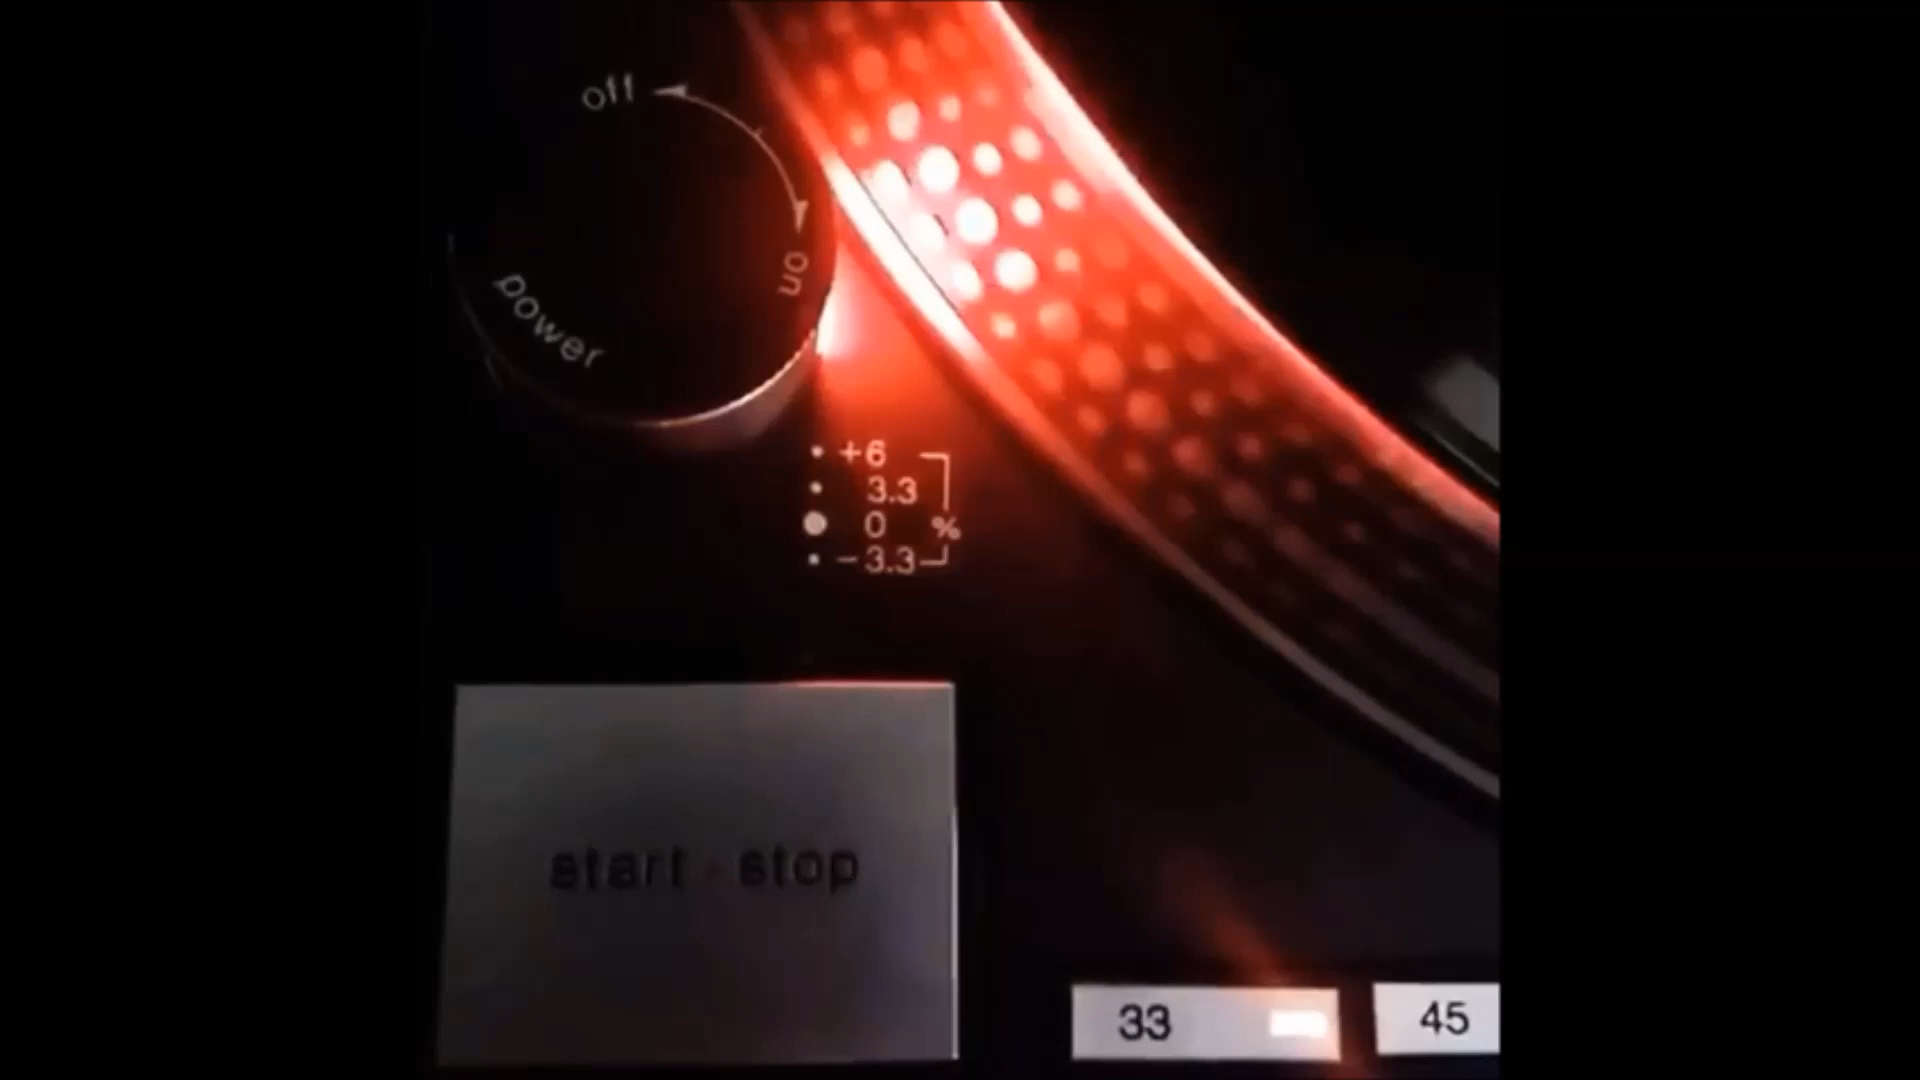 off
on
power
+6
3.3
0 %
−3.3
start · stop
33
45